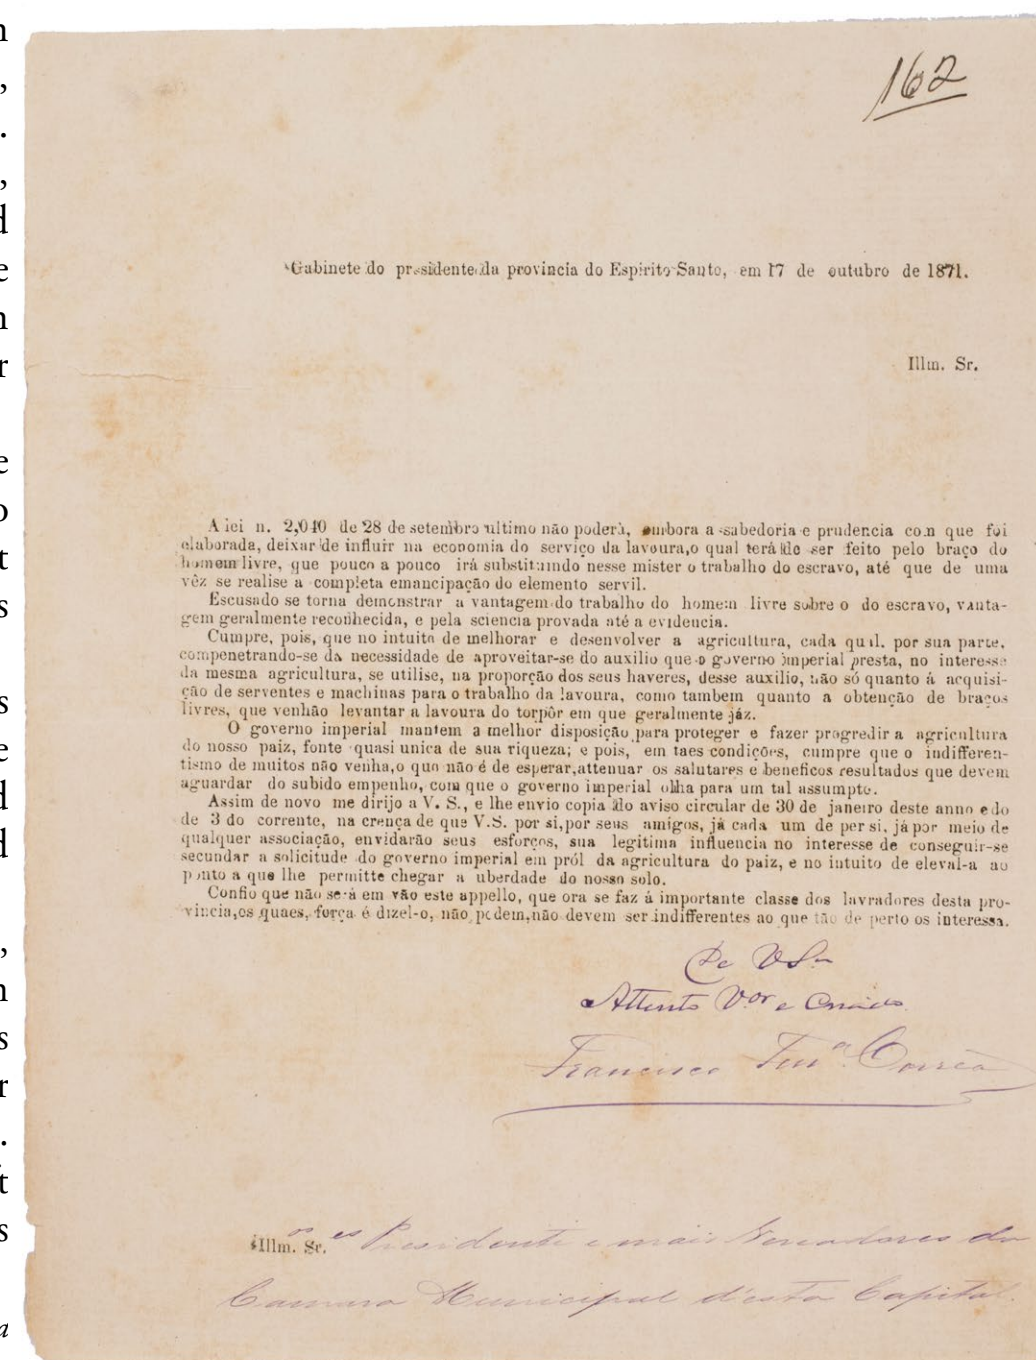 162
Gabinete do presidente da provincia do Espirito Santo, em 17 de outubro de 1871.
Illm. Sr.
A lei n. 2,040 de 28 de setembro ultimo não poderà, embora a sabedoria e prudencia com que foi
elaborada, deixar de influir na economia do serviço da lavoura,o qual terá de ser feito pelo braço do
homem livre, que pouco a pouco irá substituindo nesse mister o trabalho do escravo, até que de uma
vêz se realise a completa emancipação do elemento servil.
Escusado se torna demonstrar a vantagem do trabalho do homem livre sobre o do escravo, vanta-
gem geralmente reconhecida, e pela sciencia provada até a evidencia.
Cumpre, pois, que no intuito de melhorar e desenvolver a agricultura, cada qual. por sua parte,
compenetrando-se da necessidade de aproveitar-se do auxilio que o governo imperial presta, no interesse
da mesma agricultura, se utilise, na proporção dos seus haveres, desse auxilio, não só quanto á acquisi-
ção de serventes e machinas para o trabalho da lavoura, como tambem quanto a obtenção de braços
livres, que venhão levantar a lavoura do torpôr em que geralmente jáz.
O governo imperial mantem a melhor disposição para proteger e fazer progredir a agricultura
do nosso paiz, fonte quasi unica de sua riqueza; e pois, em taes condições, cumpre que o indifferen-
tismo de muitos não venha,o que não é de esperar,attenuar os salutares e beneficos resultados que devem
aguardar do subido empenho, com que o governo imperial olha para um tal assumpto.
Assim de novo me dirijo a V. S., e lhe envio copia do aviso circular de 30 de janeiro deste anno e do
de 3 do corrente, na crença de que V.S. por si,por seus amigos, já cada um de per si, já por meio de
qualquer associação, envidarão seus esforços, sua legitima influencia no interesse de conseguir-se
secundar a solicitude do governo imperial em pról da agricultura do paiz, e no intuito de eleval-a ao
ponto a que lhe permitte chegar a uberdade do nosso solo.
Confio que não será em vão este appello, que ora se faz á importante classe dos lavradores desta pro-
vincia,os quaes, força é dizel-o, não podem,não devem ser indifferentes ao que tão de perto os interessa.
De V S.ª
Attento V.or e Criado
Francisco Ferr.ª Corrêa
Illm.os Sr.es Presidente e mais Vereadores da
Camara Municipal d'esta Capital.